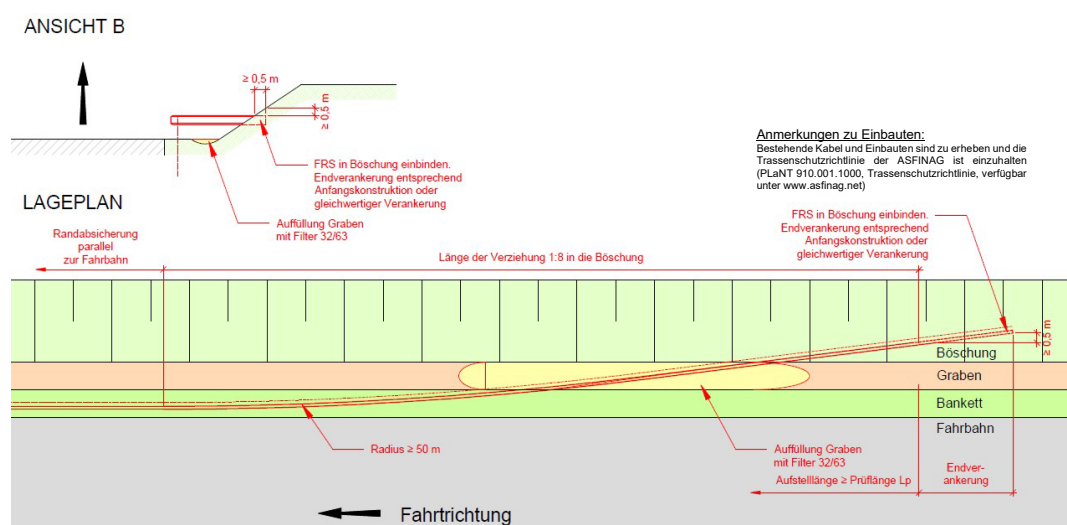 ANSICHT B
≥ 0,5 m
≥ 0,5 m
FRS in Böschung einbinden.
Endverankerung entsprechend
Anfangskonstruktion oder
gleichwertiger Verankerung
Auffüllung Graben
mit Filter 32/63
Anmerkungen zu Einbauten:
Bestehende Kabel und Einbauten sind zu erheben und die
Trassenschutzrichtlinie der ASFINAG ist einzuhalten
(PLaNT 910.001.1000, Trassenschutzrichtlinie, verfügbar
unter www.asfinag.net)
LAGEPLAN
Randabsicherung
parallel
zur Fahrbahn
Länge der Verziehung 1:8 in die Böschung
FRS in Böschung einbinden.
Endverankerung entsprechend
Anfangskonstruktion oder
gleichwertiger Verankerung
≥ 0,5 m
Böschung
Graben
Bankett
Fahrbahn
Radius ≥ 50 m
Auffüllung Graben
mit Filter 32/63
Aufstelllänge ≥ Prüflänge Lp
Endver-
ankerung
Fahrtrichtung